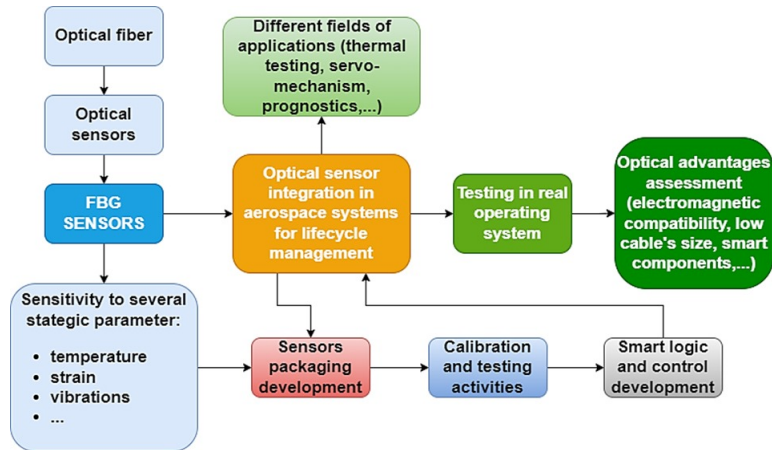 Optical fiber
Optical
sensors
FBG
SENSORS
Sensitivity to several
stategic parameter:
• temperature
• strain
• vibrations
• ...
Different fields of
applications (thermal
testing, servo-
mechanism,
prognostics,...)
Optical sensor
integration in
aerospace systems
for lifecycle
management
Testing in real
operating
system
Optical advantages
assessment
(electromagnetic
compatibility, low
cable's size, smart
components,...)
Sensors
packaging
development
Calibration
and testing
activities
Smart logic
and control
development